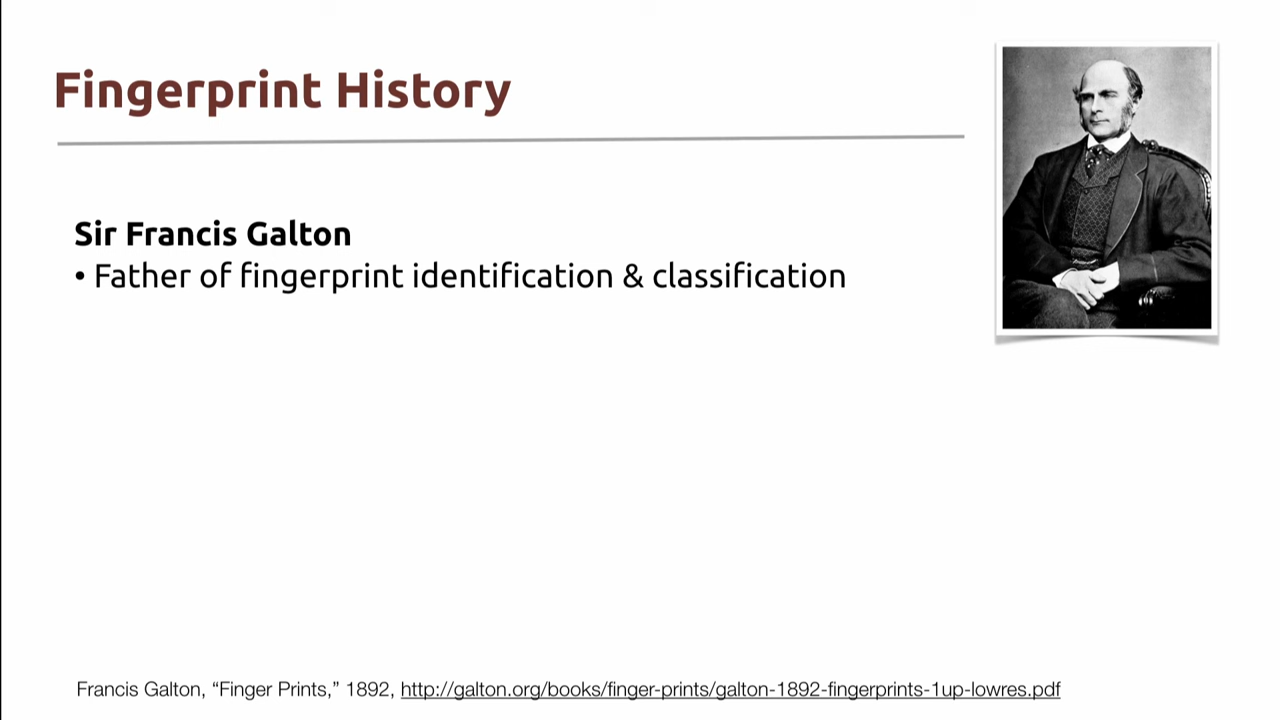 Fingerprint History
Sir Francis Galton
• Father of fingerprint identification & classification
Francis Galton, “Finger Prints,” 1892, http://galton.org/books/finger-prints/galton-1892-fingerprints-1up-lowres.pdf